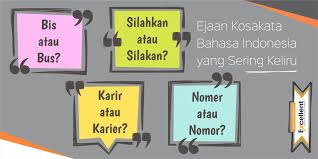 Bis
atau
Bus?
Silahkan
atau
Silakan?
Ejaan Kosakata
Bahasa Indonesia
yang Sering Keliru
Karir
atau
Karier?
Nomer
atau
Nomor?
Excellent